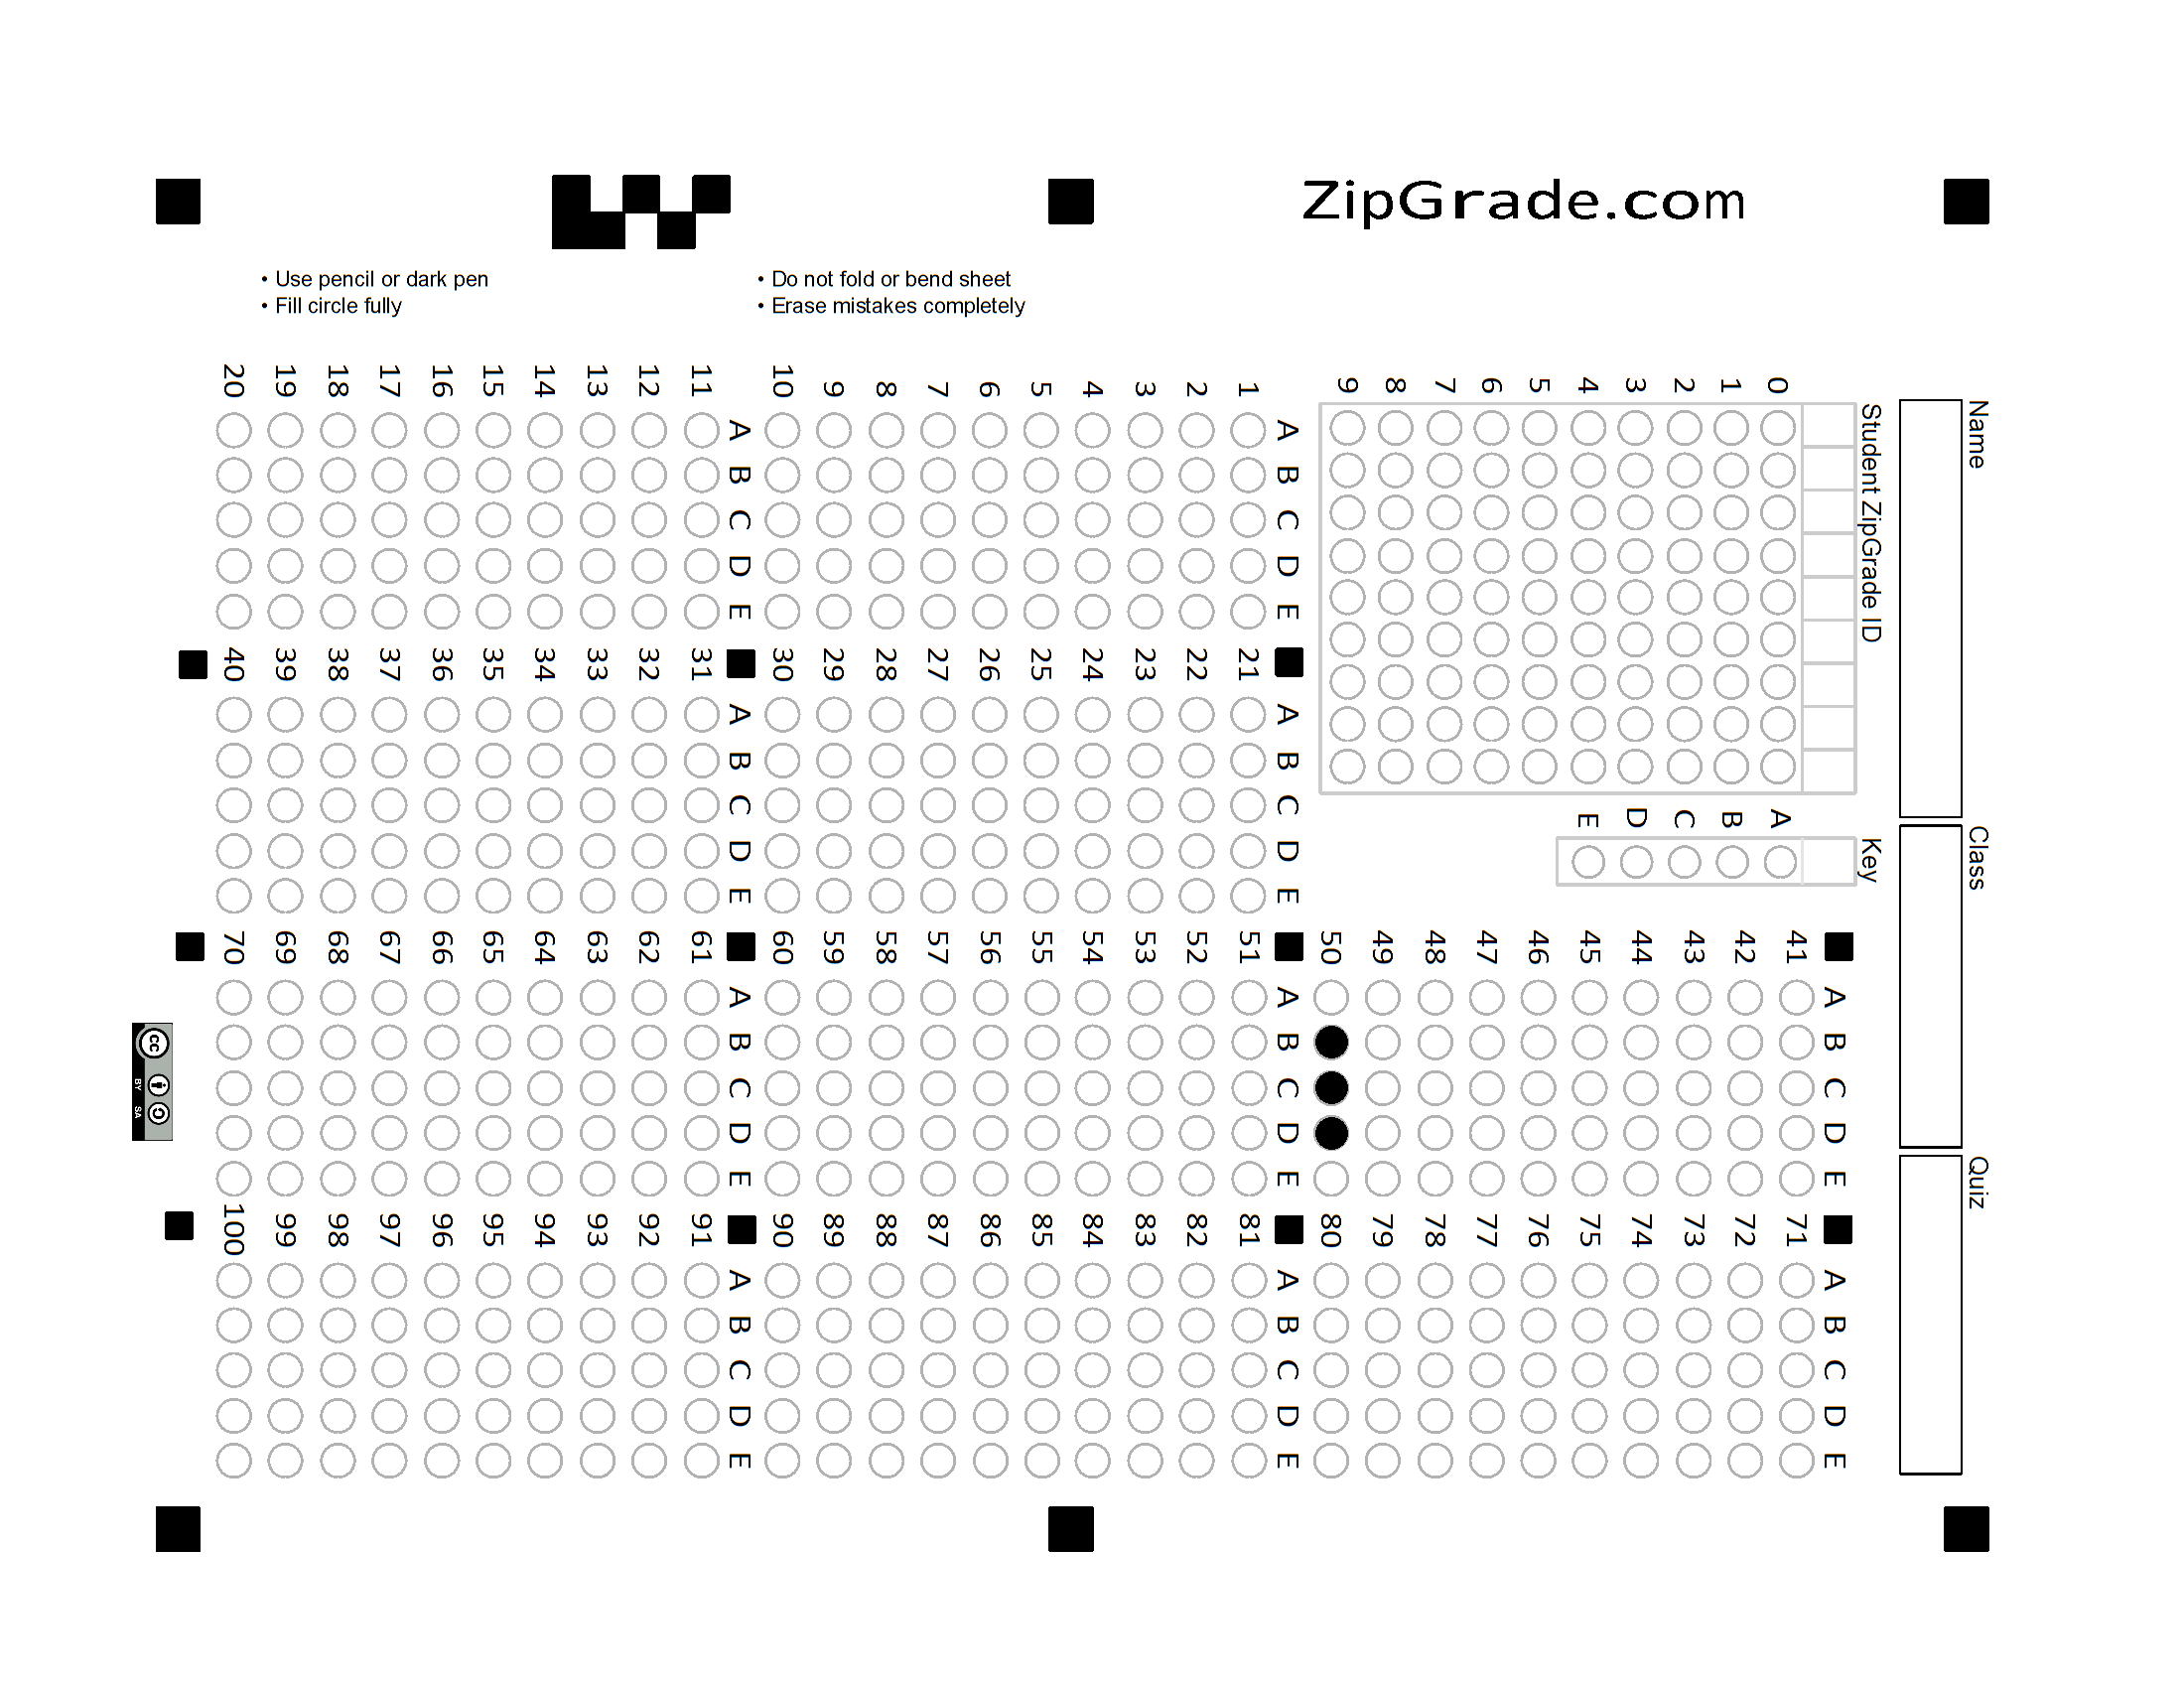 ZipGrade.com
• Use pencil or dark pen
• Fill circle fully
• Do not fold or bend sheet
• Erase mistakes completely
Name
Class
Quiz
Student ZipGrade ID
0 1 2 3 4 5 6 7 8 9
Key
A B C D E
A B C D E
1 2 3 4 5 6 7 8 9 10
A B C D E
11 12 13 14 15 16 17 18 19 20
A B C D E
21 22 23 24 25 26 27 28 29 30
A B C D E
31 32 33 34 35 36 37 38 39 40
A B C D E
41 42 43 44 45 46 47 48 49 50
A B C D E
51 52 53 54 55 56 57 58 59 60
A B C D E
61 62 63 64 65 66 67 68 69 70
A B C D E
71 72 73 74 75 76 77 78 79 80
A B C D E
81 82 83 84 85 86 87 88 89 90
A B C D E
91 92 93 94 95 96 97 98 99 100
A B C D E
cc
BY SA